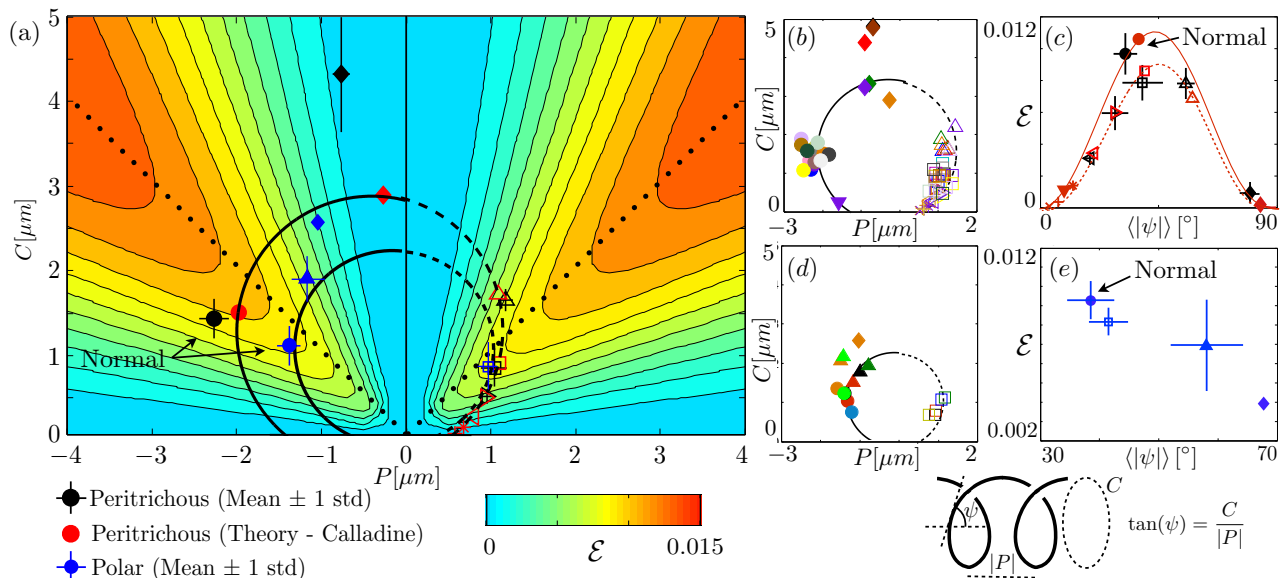 (a)
5
4
3
2
1
0
C[μm]
−4
−3
−2
−1
0
1
2
3
4
P[μm]
Normal
Peritrichous (Mean ± 1 std)
Peritrichous (Theory - Calladine)
Polar (Mean ± 1 std)
0
ℰ
0.015
(b)
5
0
C[μm]
−3
P[μm]
2
(c)
0.012
ℰ
0
Normal
0
⟨|ψ|⟩ [°]
90
(d)
5
0
C[μm]
−3
P[μm]
2
(e)
0.012
ℰ
0.002
Normal
30
⟨|ψ|⟩ [°]
70
ψ
|P|
C
tan(ψ) = C/|P|